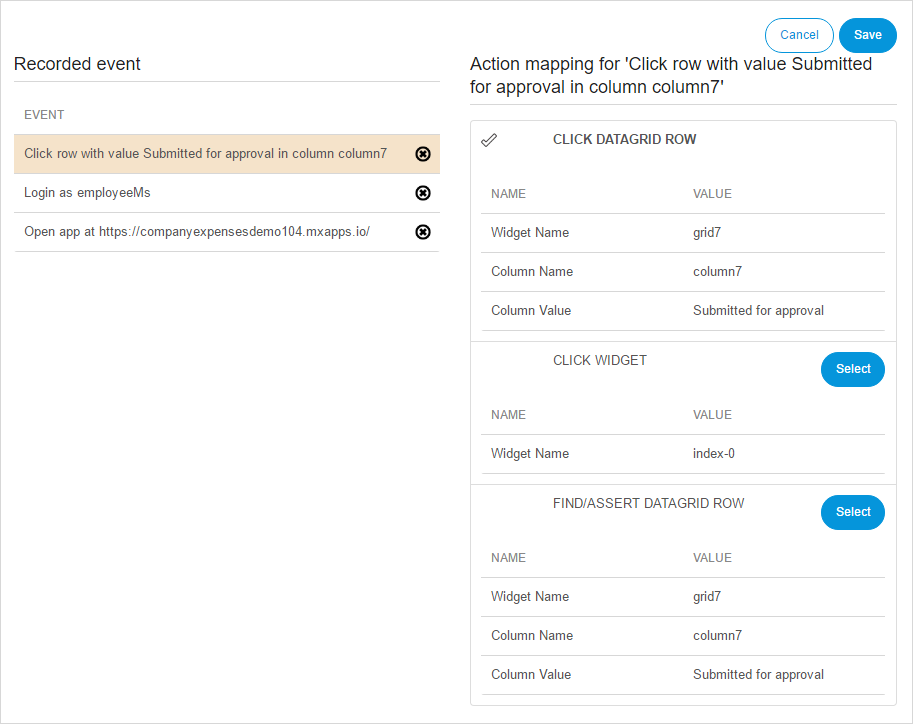 Cancel Save
Recorded event
EVENT
Click row with value Submitted for approval in column column7
Login as employeeMs
Open app at https://companyexpensesdemo104.mxapps.io/
Action mapping for 'Click row with value Submitted
for approval in column column7'
CLICK DATAGRID ROW
NAME VALUE
Widget Name grid7
Column Name column7
Column Value Submitted for approval
CLICK WIDGET Select
NAME VALUE
Widget Name index-0
FIND/ASSERT DATAGRID ROW Select
NAME VALUE
Widget Name grid7
Column Name column7
Column Value Submitted for approval